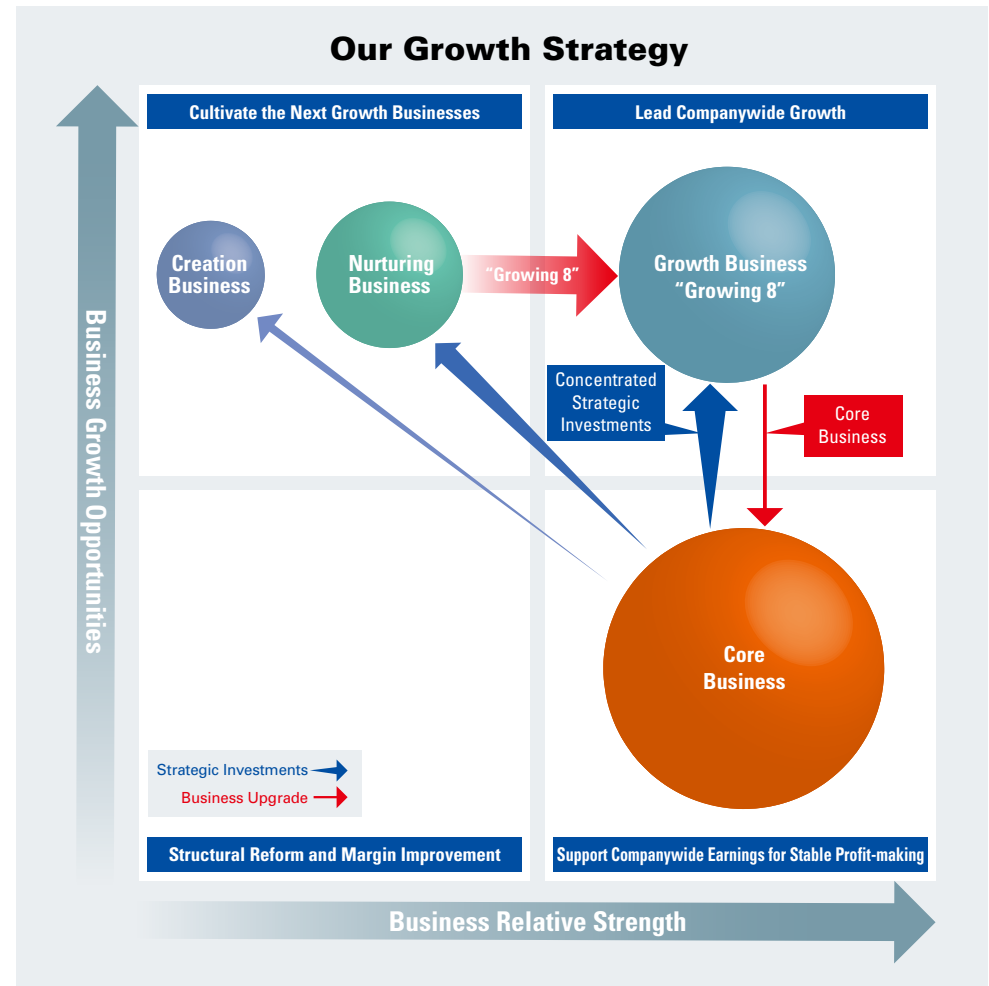 Our Growth Strategy
Cultivate the Next Growth Businesses
Lead Companywide Growth
Creation
Business
Nurturing
Business
“Growing 8”
Growth Business
“Growing 8”
Concentrated
Strategic
Investments
Core
Business
Business Growth Opportunities
Core
Business
Strategic Investments
Business Upgrade
Structural Reform and Margin Improvement
Support Companywide Earnings for Stable Profit-making
Business Relative Strength